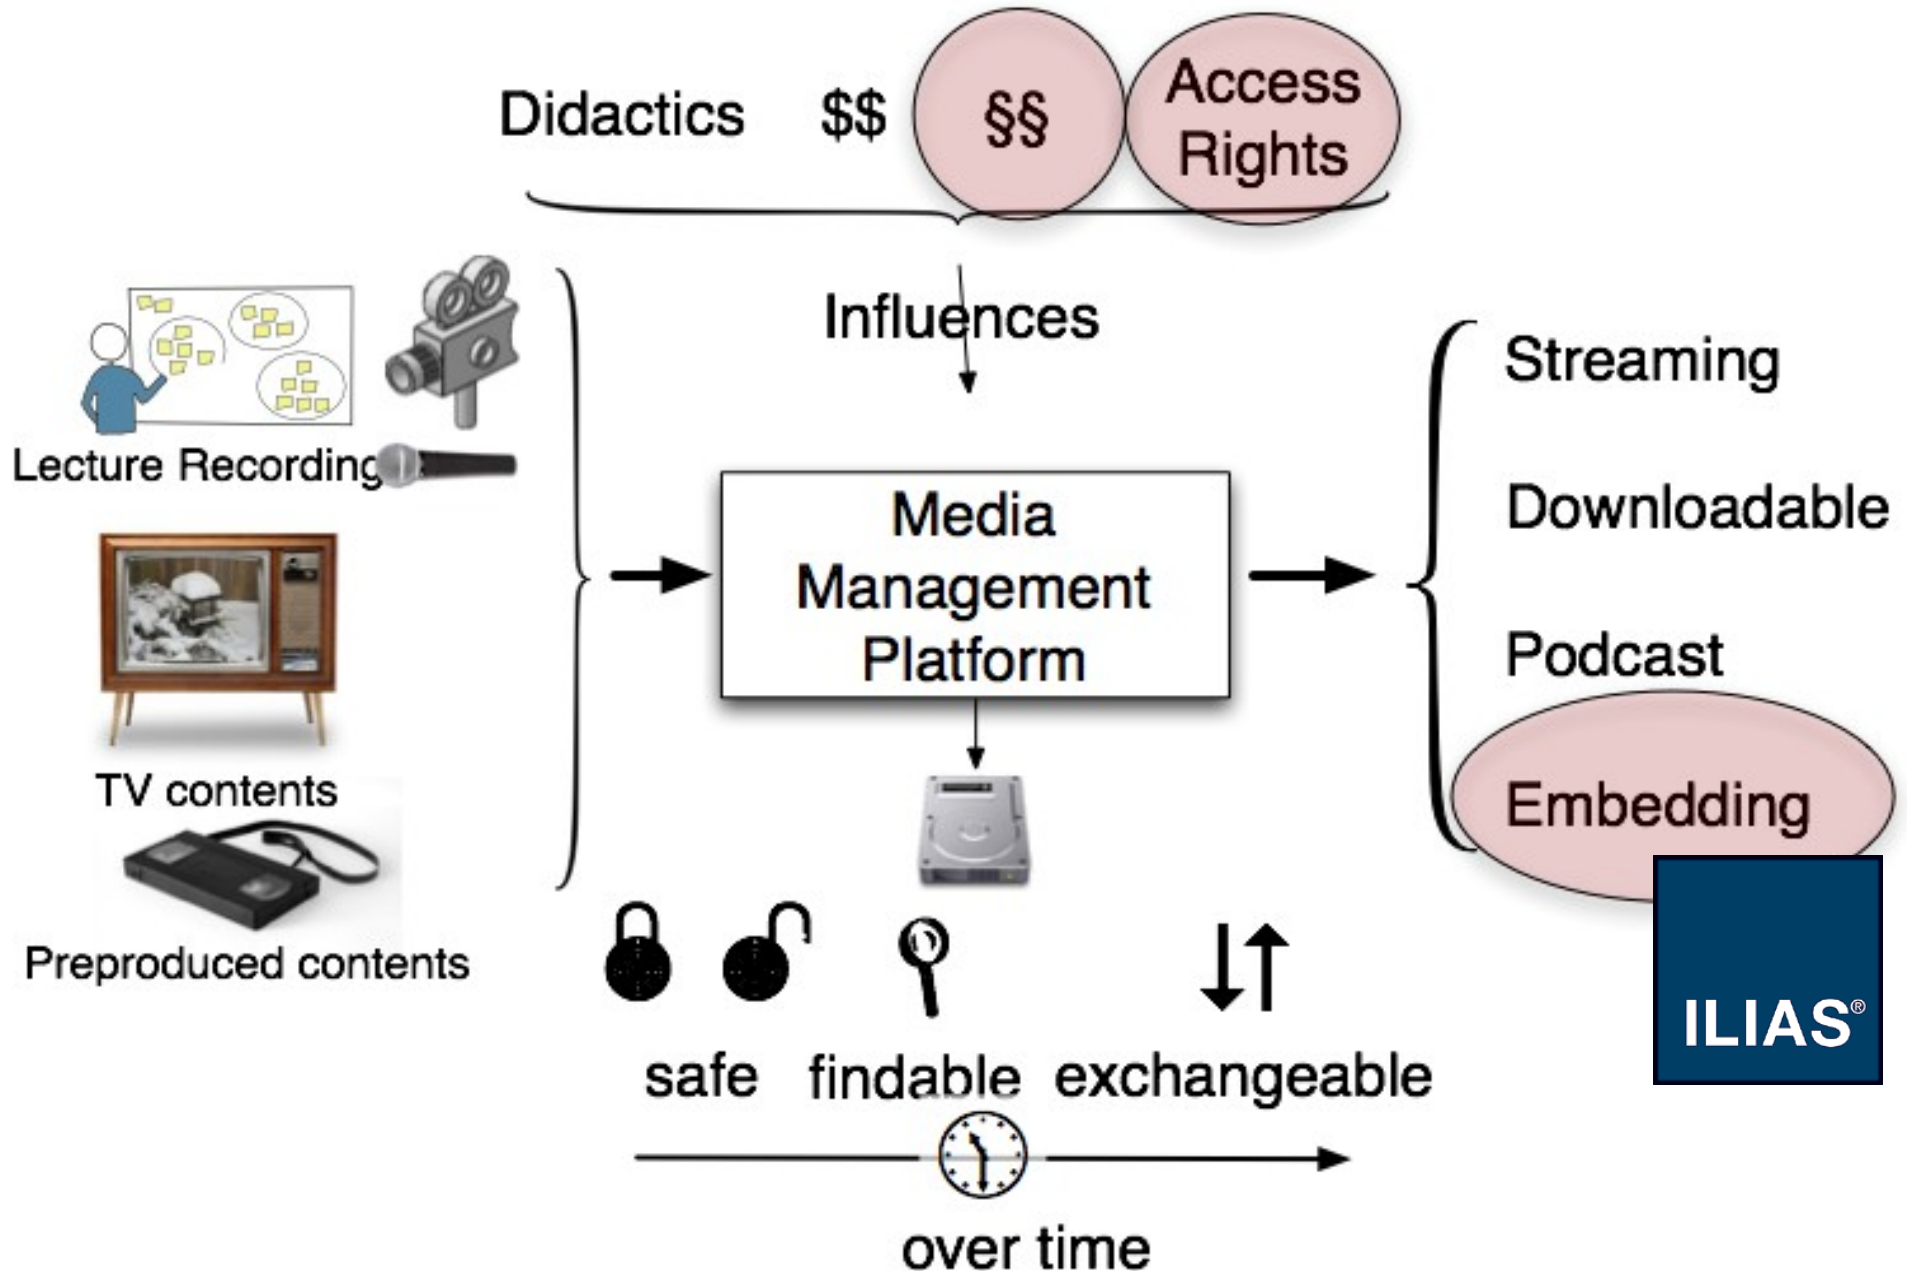 Didactics $$ §§ Access
Rights
Influences
Lecture Recording
TV contents
Preproduced contents
Media
Management
Platform
Streaming
Downloadable
Podcast
Embedding
ILIAS®
safe findable exchangeable
over time